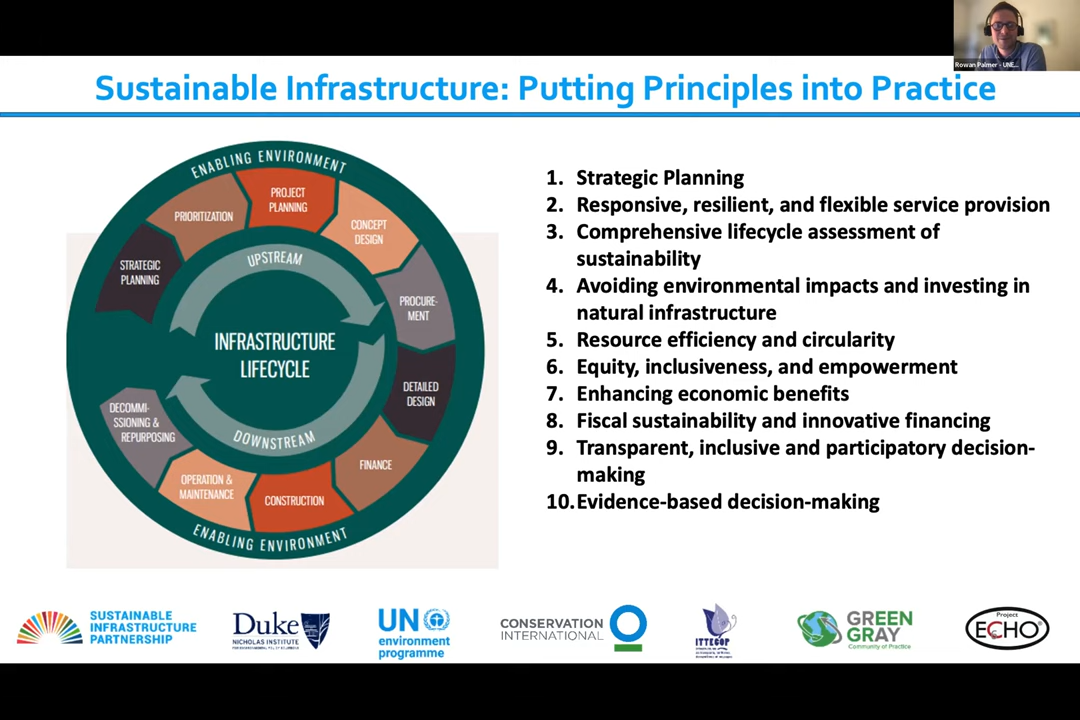 Rowan Palmer - UNE...
Sustainable Infrastructure: Putting Principles into Practice
ENABLING ENVIRONMENT
PROJECT
PLANNING
PRIORITIZATION
CONCEPT
DESIGN
STRATEGIC
PLANNING
UPSTREAM
PROCURE-
MENT
INFRASTRUCTURE
LIFECYCLE
DETAILED
DESIGN
DECOMMI-
SSIONING &
REPURPOSING
DOWNSTREAM
FINANCE
OPERATION &
MAINTENANCE
CONSTRUCTION
ENABLING ENVIRONMENT
1. Strategic Planning
2. Responsive, resilient, and flexible service provision
3. Comprehensive lifecycle assessment of
sustainability
4. Avoiding environmental impacts and investing in
natural infrastructure
5. Resource efficiency and circularity
6. Equity, inclusiveness, and empowerment
7. Enhancing economic benefits
8. Fiscal sustainability and innovative financing
9. Transparent, inclusive and participatory decision-
making
10. Evidence-based decision-making
SUSTAINABLE
INFRASTRUCTURE
PARTNERSHIP
Duke
NICHOLAS INSTITUTE
UN
environment
programme
CONSERVATION
INTERNATIONAL
ITTECOP
GREEN
GRAY
Community of Practice
Project
ECHO®